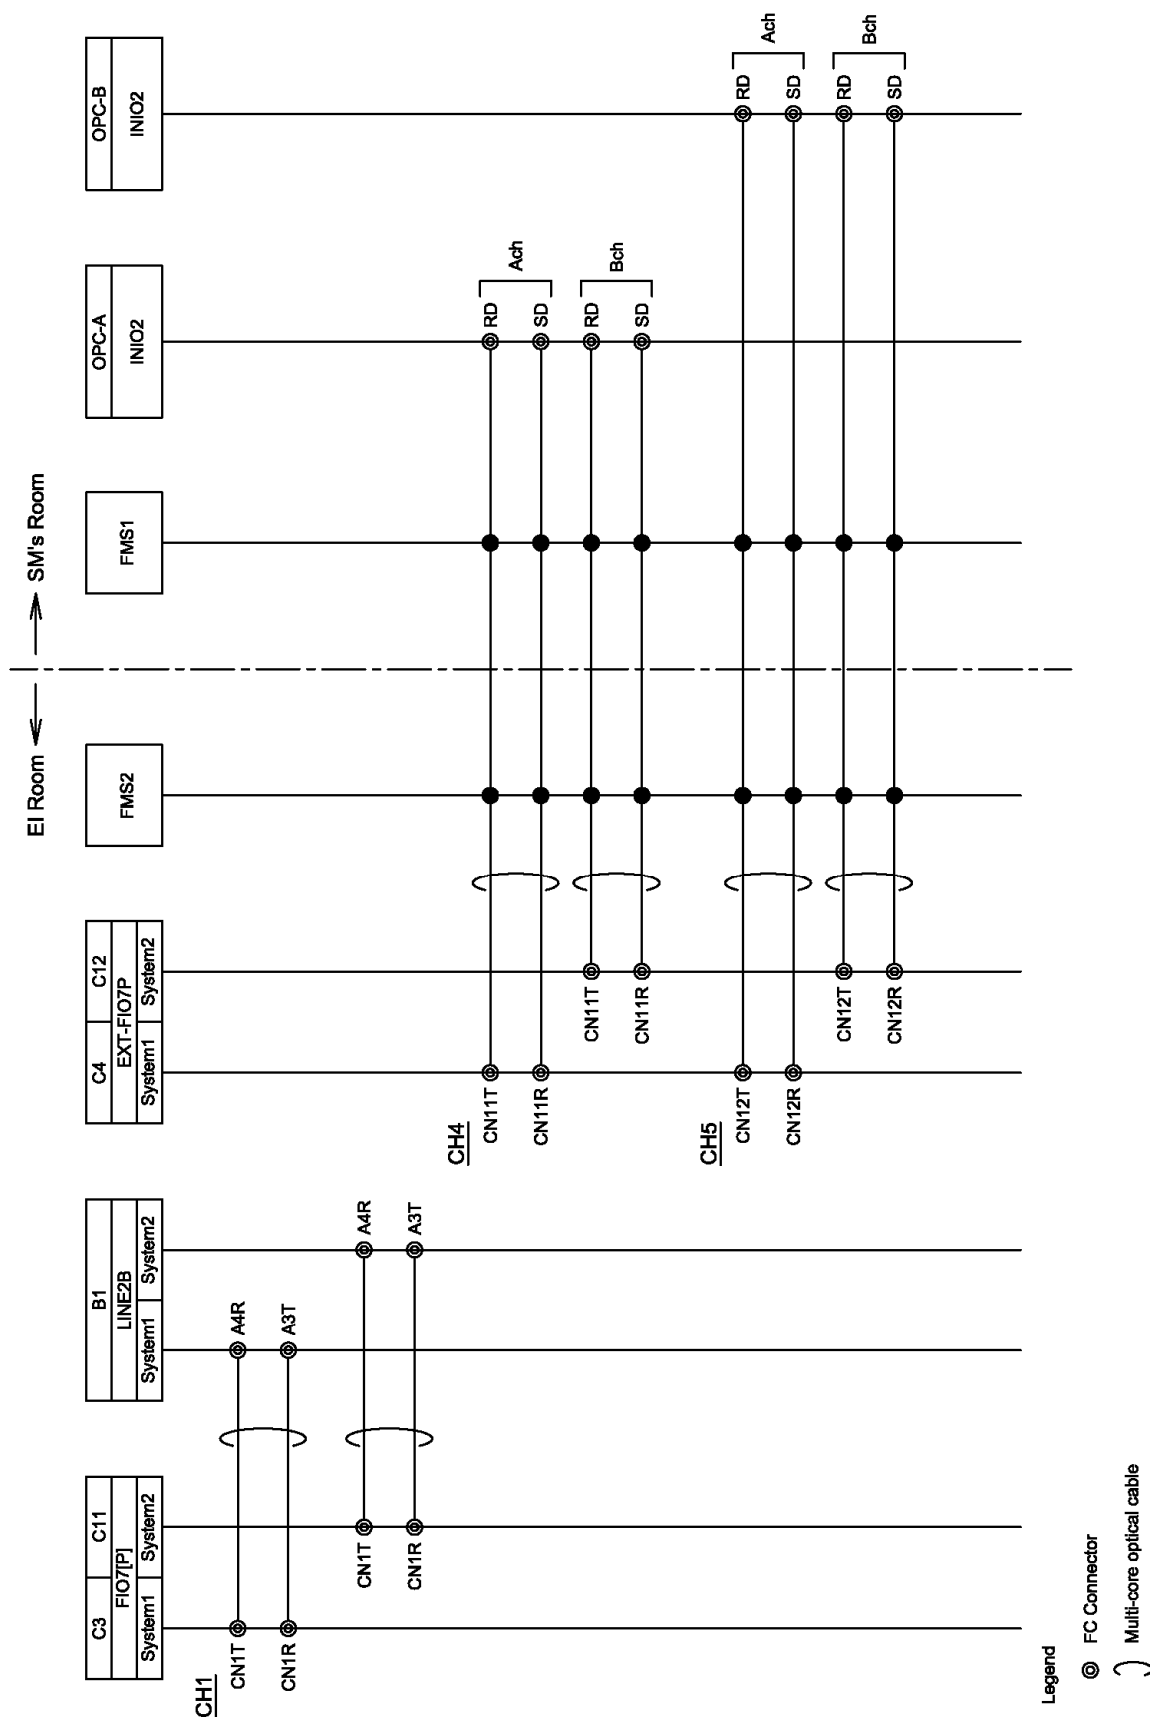 EI Room
SM's Room
C3
C11
FIO7[P]
System1
System2
B1
LINE2B
System1
System2
C4
C12
EXT-FIO7P
System1
System2
FMS2
FMS1
OPC-A
INIO2
OPC-B
INIO2
CH1
CN1T
A4R
CN1R
A3T
CN1T
A4R
CN1R
A3T
CH4
CN11T
RD
CN11R
SD
Ach
CN11T
RD
CN11R
SD
Bch
CH5
CN12T
RD
CN12R
SD
Ach
CN12T
RD
CN12R
SD
Bch
Legend
FC Connector
Multi-core optical cable